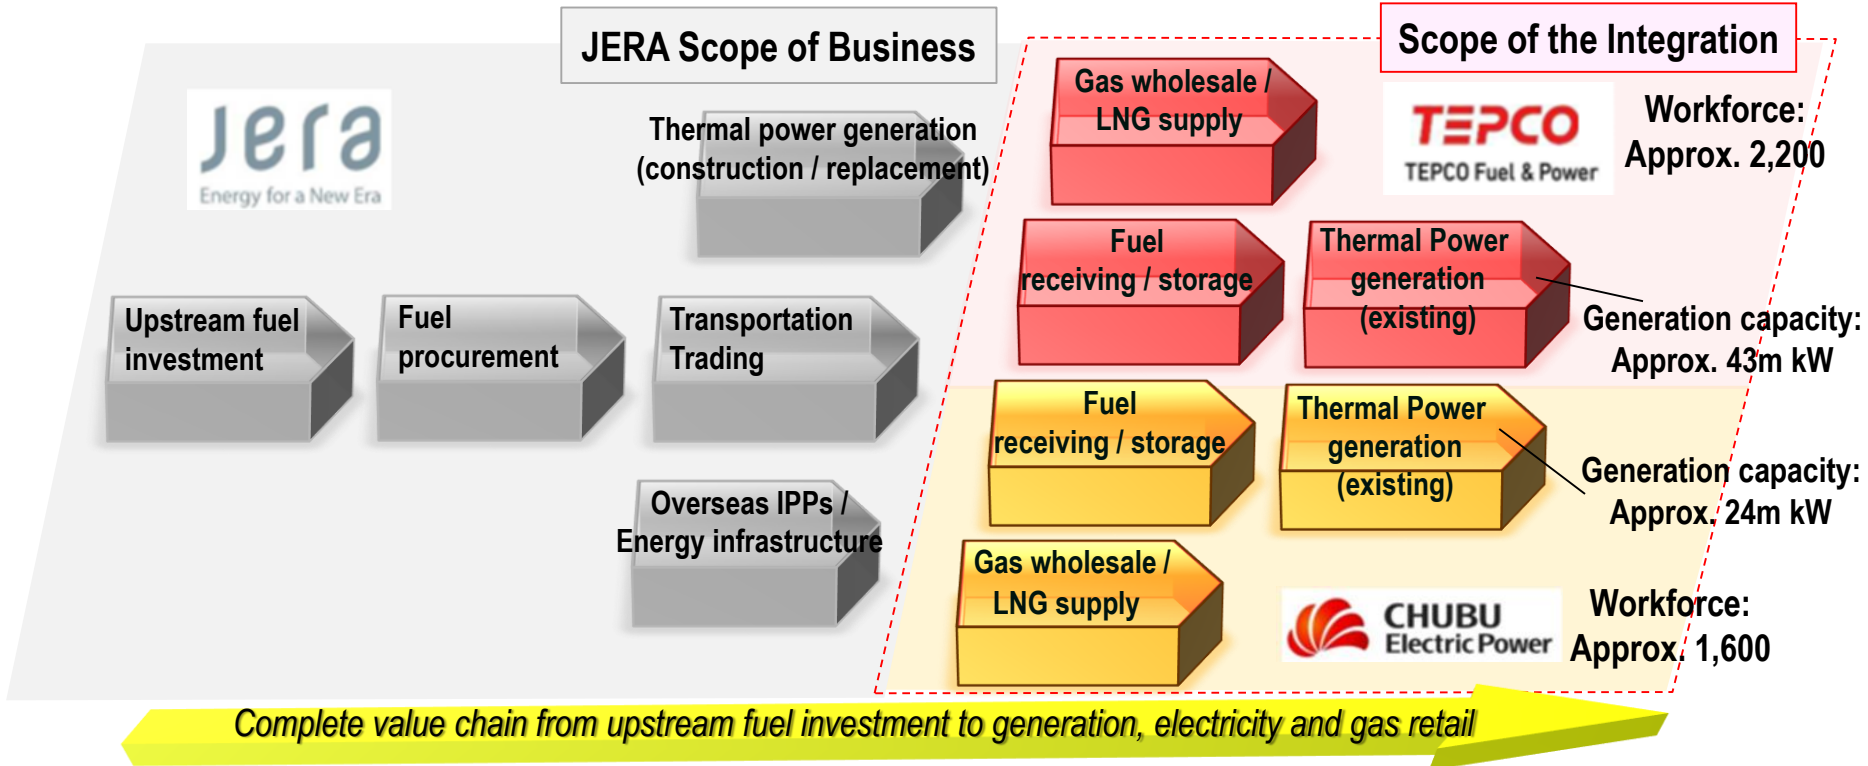 JERA Scope of Business
Scope of the Integration
jera
Energy for a New Era
Thermal power generation
(construction / replacement)
Upstream fuel
investment
Fuel
procurement
Transportation
Trading
Overseas IPPs /
Energy infrastructure
Gas wholesale /
LNG supply
TEPCO
TEPCO Fuel & Power
Workforce:
Approx. 2,200
Fuel
receiving / storage
Thermal Power
generation
(existing)
Generation capacity:
Approx. 43m kW
Fuel
receiving / storage
Thermal Power
generation
(existing)
Generation capacity:
Approx. 24m kW
Gas wholesale /
LNG supply
CHUBU
Electric Power
Workforce:
Approx. 1,600
Complete value chain from upstream fuel investment to generation, electricity and gas retail